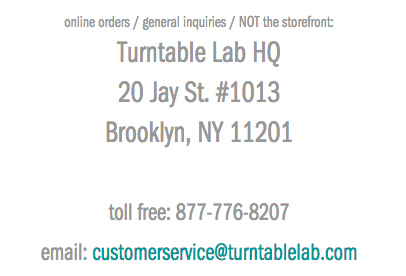 online orders / general inquiries / NOT the storefront:
Turntable Lab HQ
20 Jay St. #1013
Brooklyn, NY 11201
toll free: 877-776-8207
email: customerservice@turntablelab.com